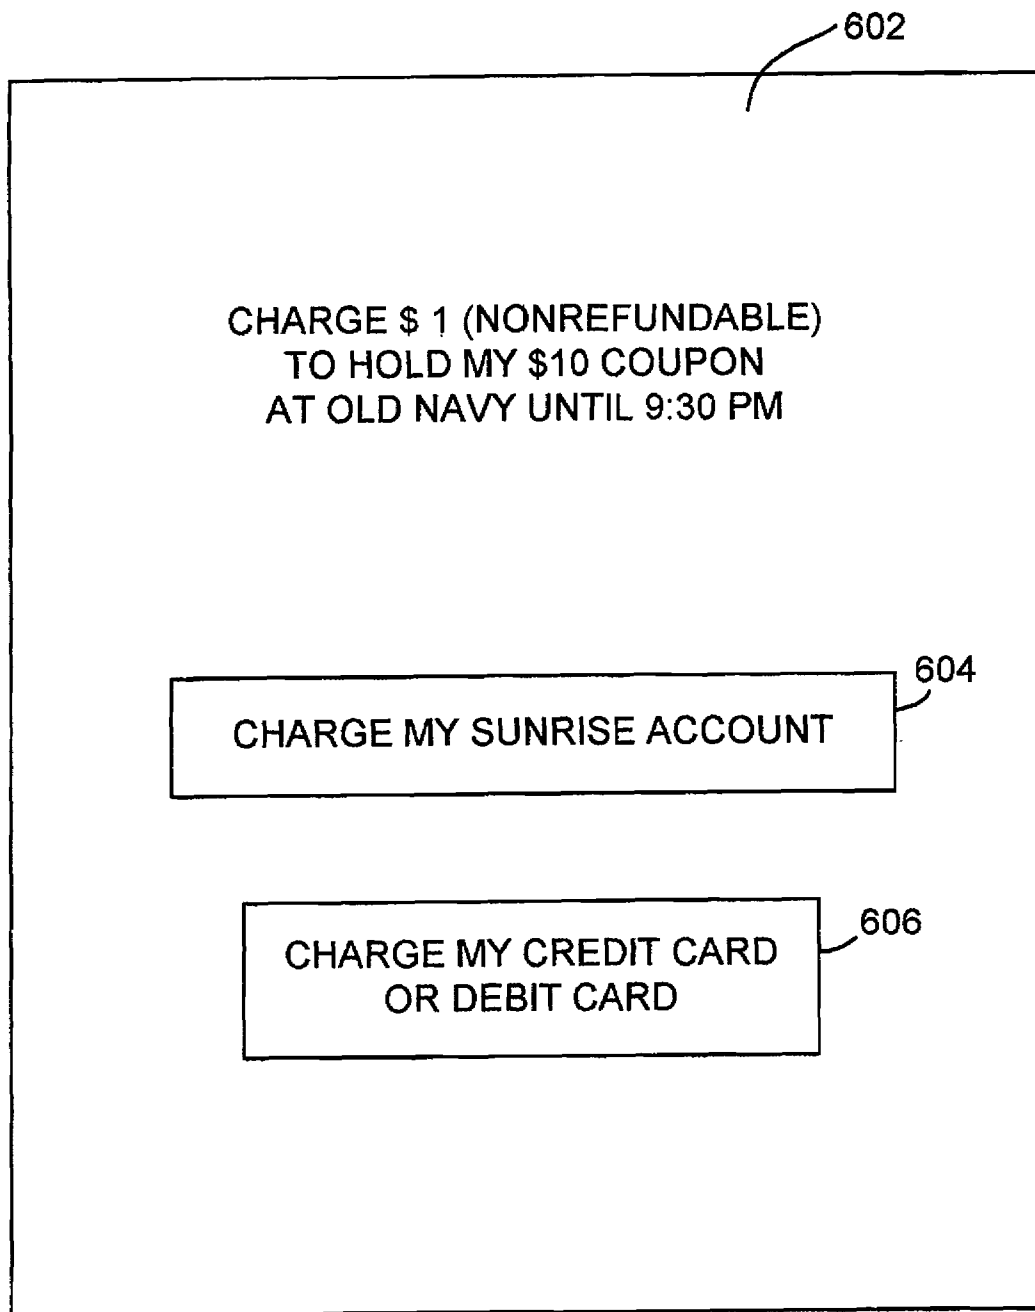 602
CHARGE $ 1 (NONREFUNDABLE)
TO HOLD MY $10 COUPON
AT OLD NAVY UNTIL 9:30 PM
604
CHARGE MY SUNRISE ACCOUNT
606
CHARGE MY CREDIT CARD
OR DEBIT CARD